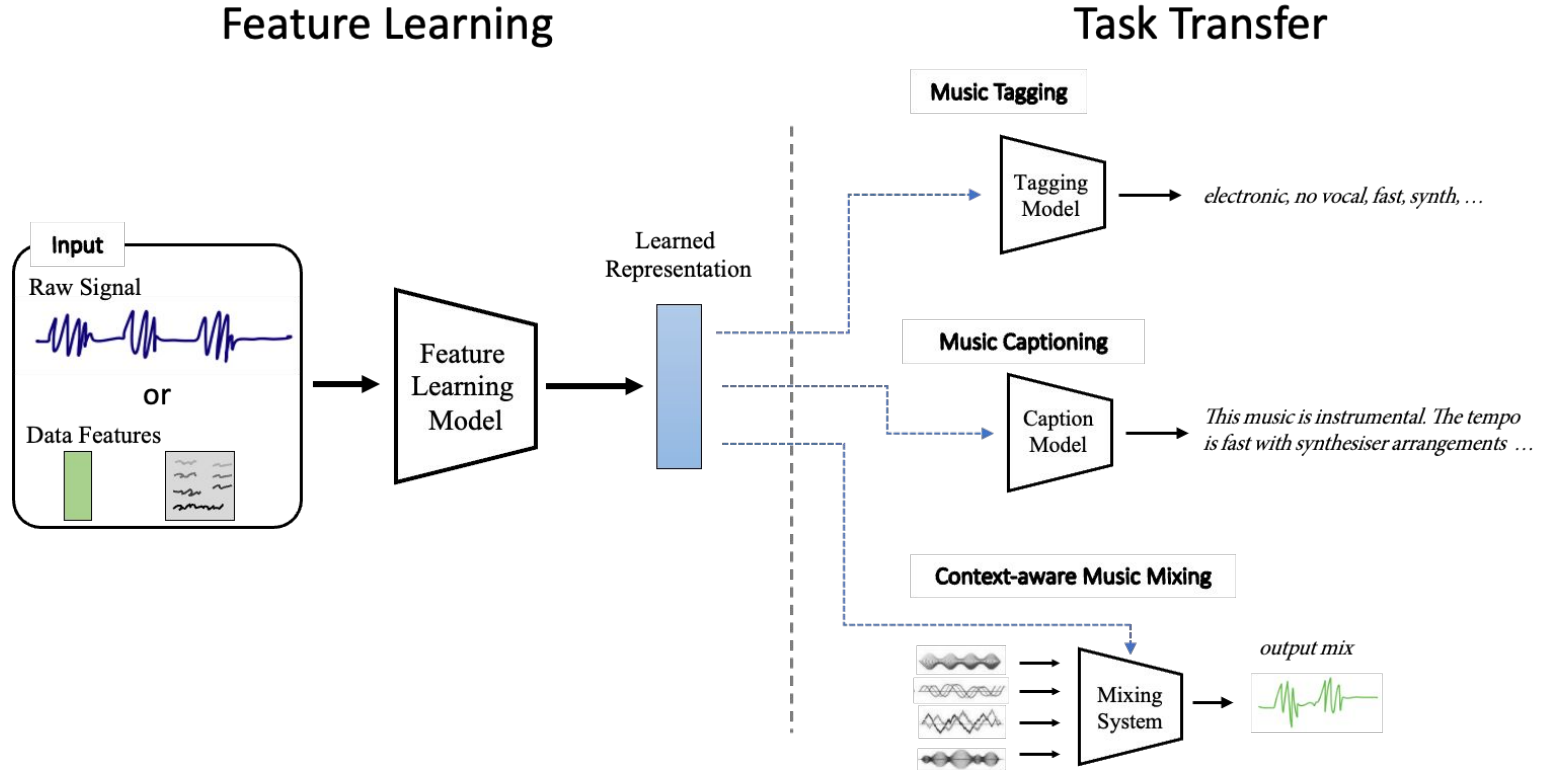 Feature Learning
Task Transfer
Input
Raw Signal
or
Data Features
Feature
Learning
Model
Learned
Representation
Music Tagging
Tagging
Model
electronic, no vocal, fast, synth, …
Music Captioning
Caption
Model
This music is instrumental. The tempo
is fast with synthesiser arrangements …
Context-aware Music Mixing
Mixing
System
output mix